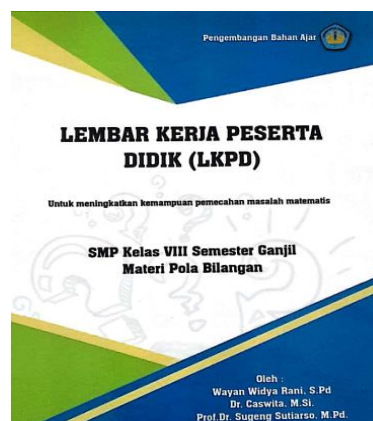 Pengembangan Bahan Ajar
LEMBAR KERJA PESERTA
DIDIK (LKPD)
Untuk meningkatkan kemampuan pemecahan masalah matematis
SMP Kelas VIII Semester Ganjil
Materi Pola Bilangan
Oleh :
Wayan Widya Rani, S.Pd
Dr. Caswita, M.Si.
Prof.Dr. Sugeng Sutiarso, M.Pd.